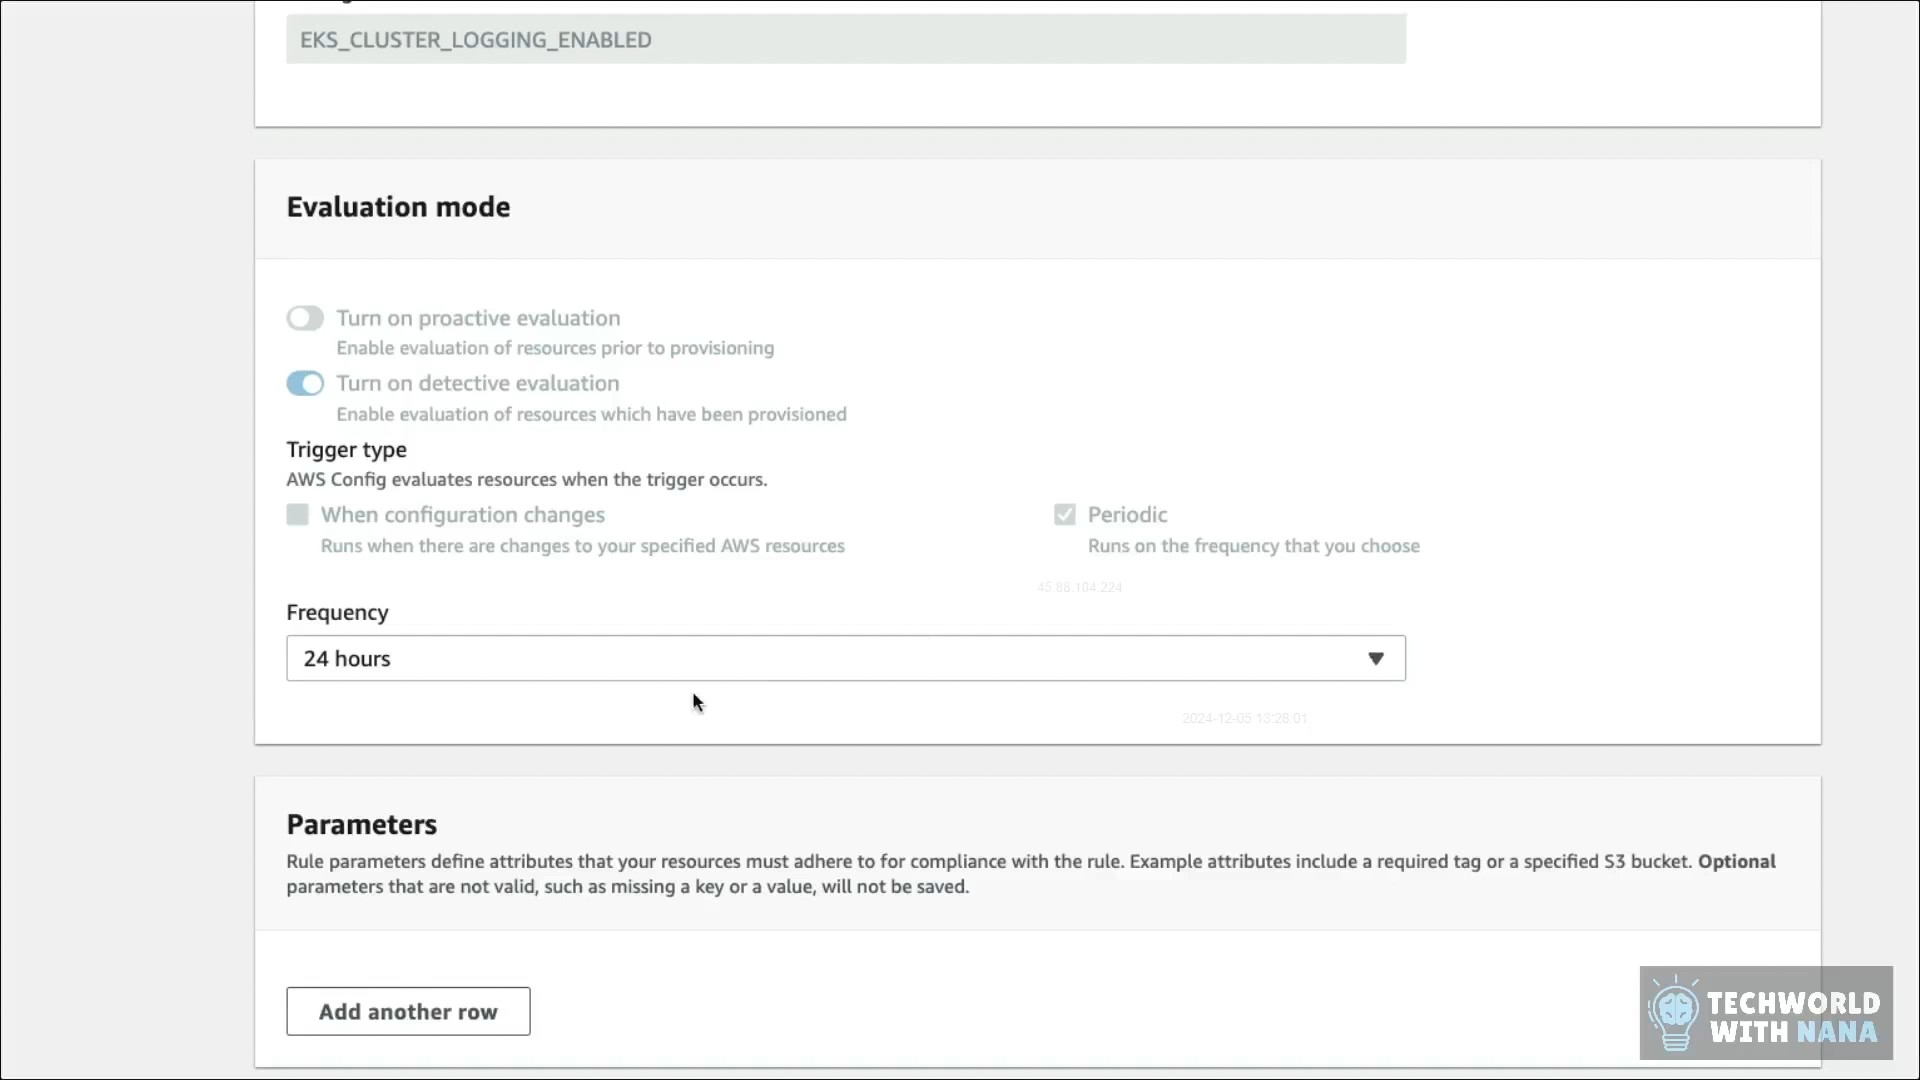 EKS_CLUSTER_LOGGING_ENABLED
Evaluation mode
Turn on proactive evaluation
Enable evaluation of resources prior to provisioning
Turn on detective evaluation
Enable evaluation of resources which have been provisioned
Trigger type
AWS Config evaluates resources when the trigger occurs.
When configuration changes
Runs when there are changes to your specified AWS resources
Periodic
Runs on the frequency that you choose
45.88.104.224
Frequency
24 hours
2024-12-05 13:28:01
Parameters
Rule parameters define attributes that your resources must adhere to for compliance with the rule. Example attributes include a required tag or a specified S3 bucket. Optional
parameters that are not valid, such as missing a key or a value, will not be saved.
Add another row
TECHWORLD
WITH NANA